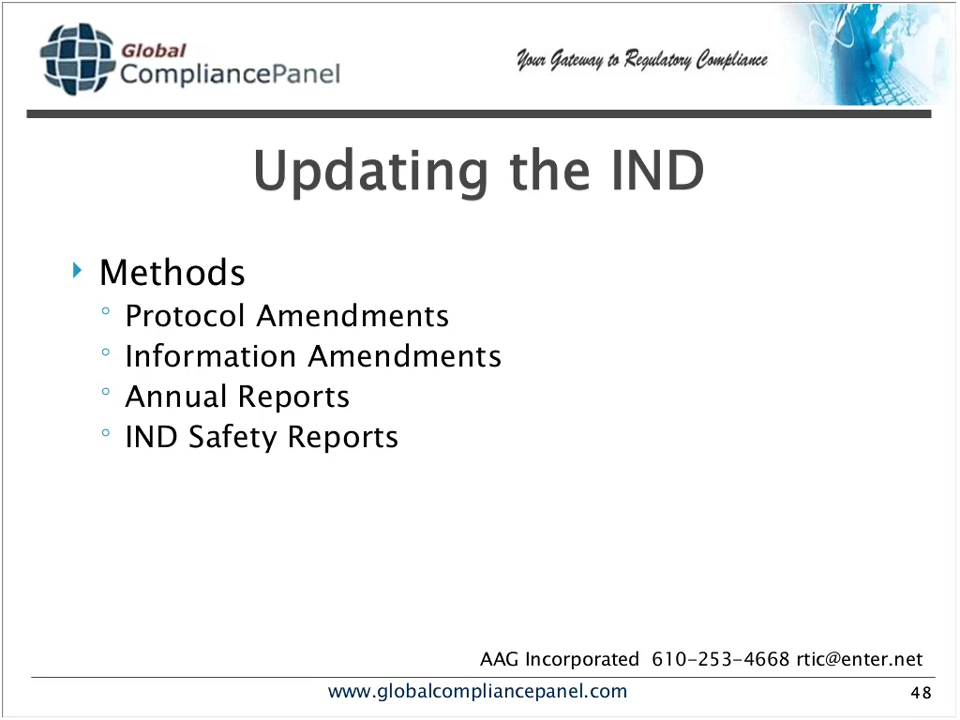 Global
CompliancePanel
Your Gateway to Regulatory Compliance
Updating the IND
Methods
Protocol Amendments
Information Amendments
Annual Reports
IND Safety Reports
AAG Incorporated 610-253-4668 rtic@enter.net
www.globalcompliancepanel.com
48